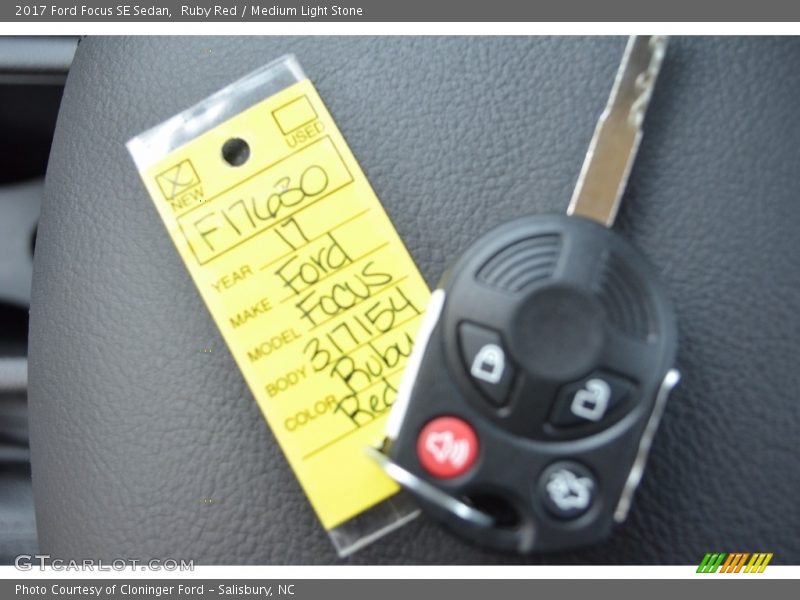 2017 Ford Focus SE Sedan,  Ruby Red / Medium Light Stone
USED
X NEW
F17630
YEAR 17
MAKE Ford
MODEL Focus
BODY 317154
COLOR Ruby Red
GTCARLOT.COM
Photo Courtesy of Cloninger Ford - Salisbury, NC